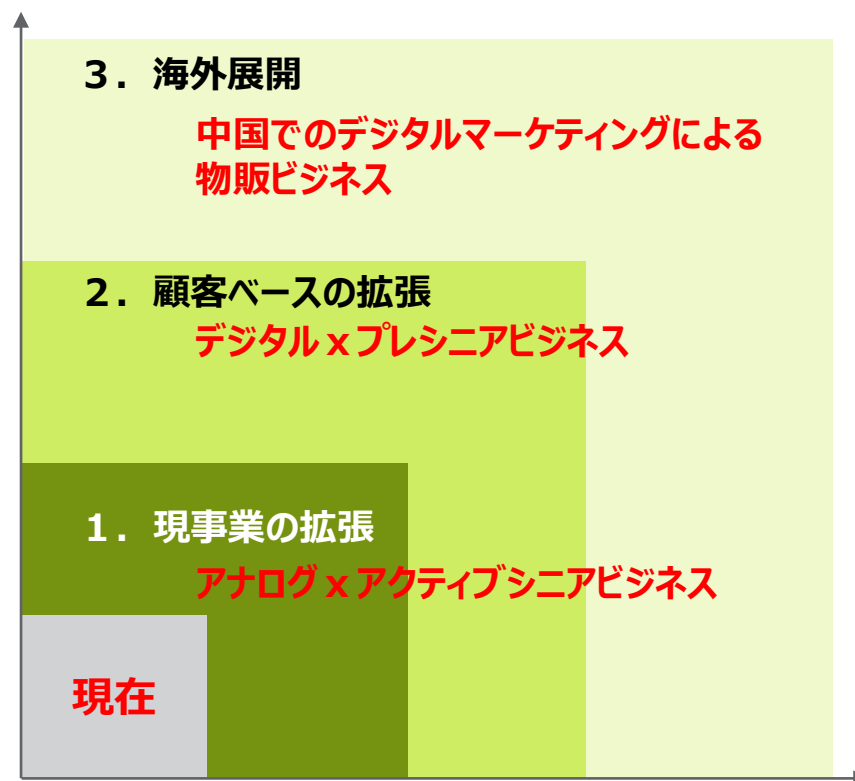 ３．海外展開
中国でのデジタルマーケティングによる
物販ビジネス
２．顧客ベースの拡張
デジタルｘプレシニアビジネス
１．現事業の拡張
アナログｘアクティブシニアビジネス
現在